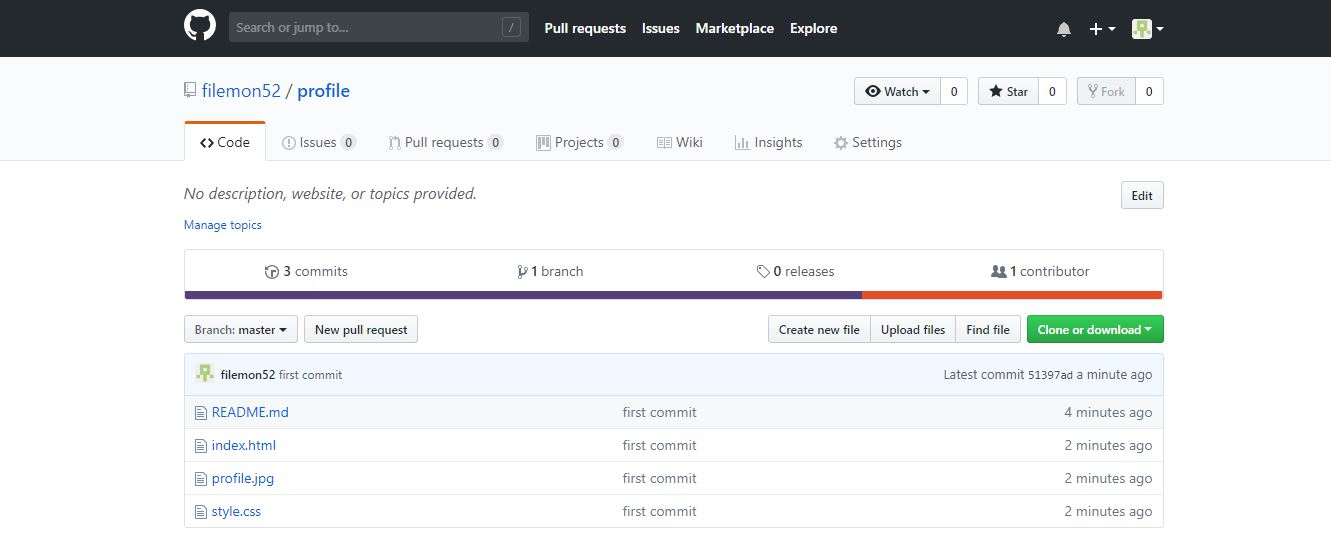 Search or jump to... /
Pull requests Issues Marketplace Explore
filemon52 / profile
Watch 0 Star 0 Fork 0
Code Issues 0 Pull requests 0 Projects 0 Wiki Insights Settings
No description, website, or topics provided.
Edit
Manage topics
3 commits 1 branch 0 releases 1 contributor
Branch: master New pull request Create new file Upload files Find file Clone or download
filemon52 first commit Latest commit 51397ad a minute ago
README.md first commit 4 minutes ago
index.html first commit 2 minutes ago
profile.jpg first commit 2 minutes ago
style.css first commit 2 minutes ago